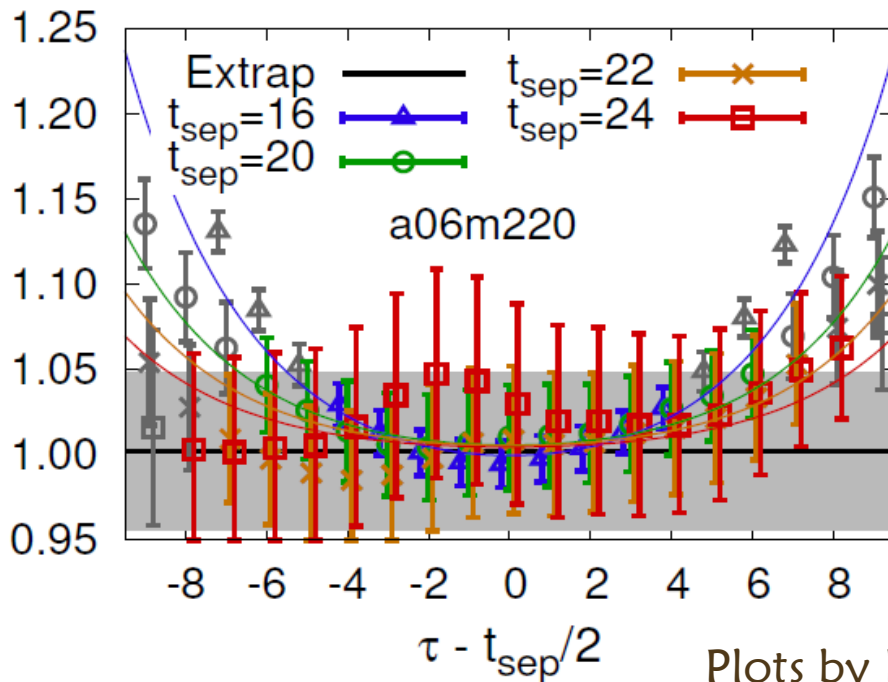 1.25
1.20
1.15
1.10
1.05
1.00
0.95
Extrap
t_sep=16
t_sep=20
t_sep=22
t_sep=24
a06m220
-8 -6 -4 -2 0 2 4 6 8
τ - t_sep/2
Plots by